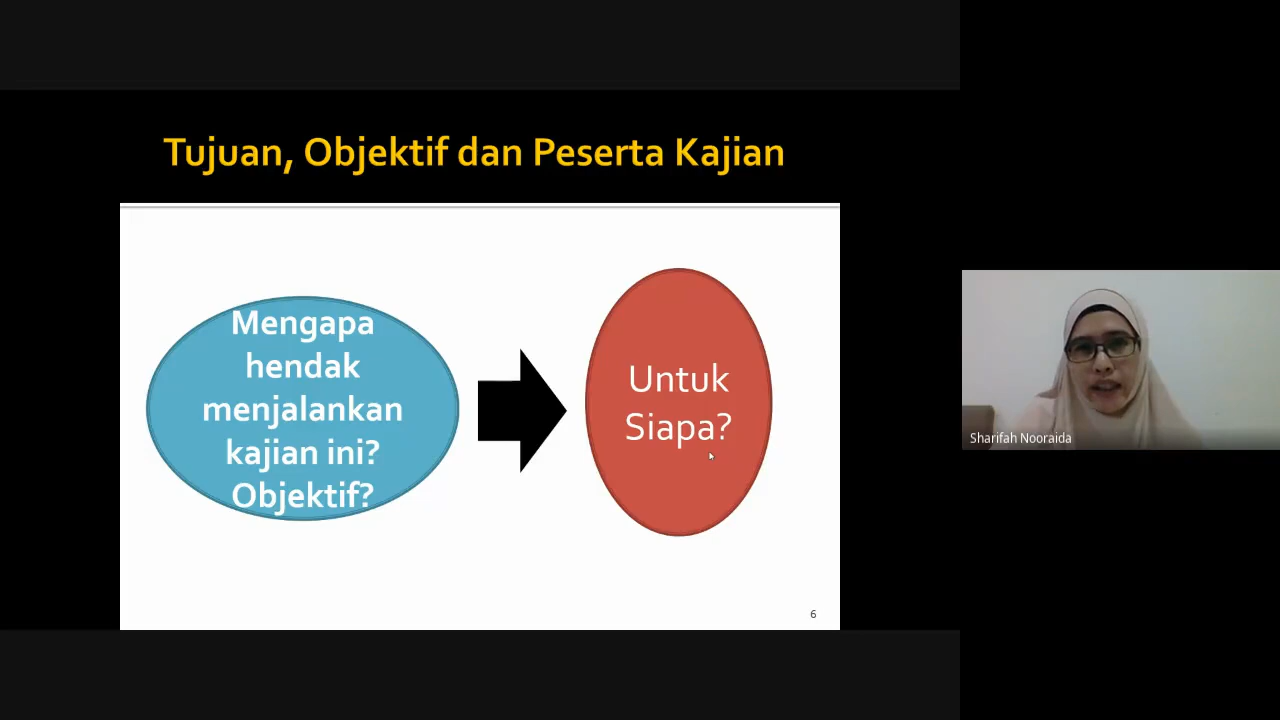 Tujuan, Objektif dan Peserta Kajian
Mengapa
hendak
menjalankan
kajian ini?
Objektif?
Untuk
Siapa?
6
Sharifah Nooraida